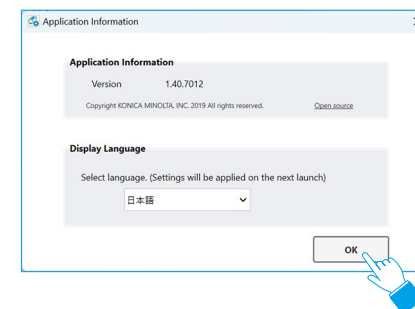 Application Information
Application Information
Version 1.40.7012
Copyright KONICA MINOLTA, INC. 2019 All rights reserved. Open source
Display Language
Select language. (Settings will be applied on the next launch)
日本語
OK